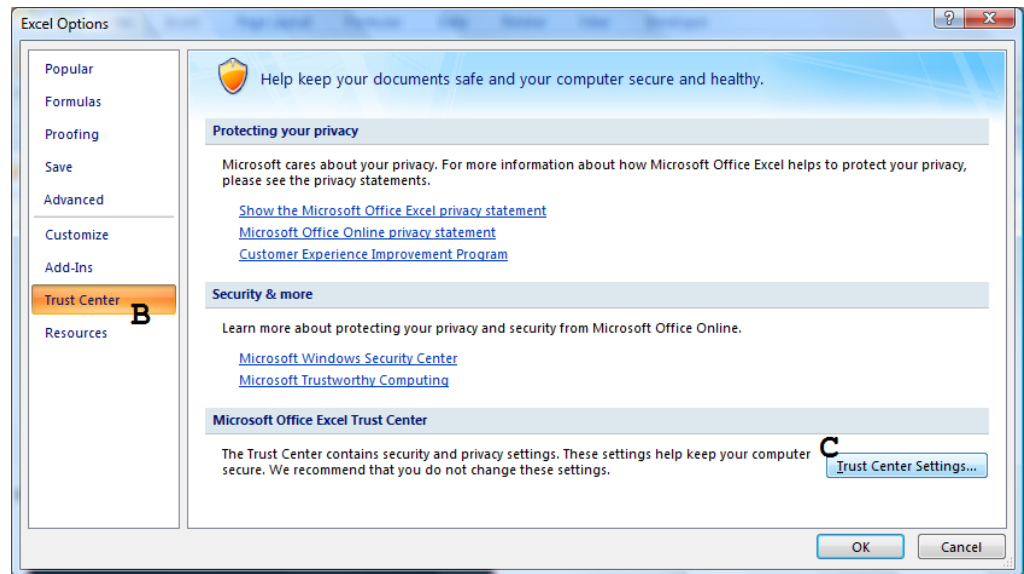 Excel Options
?
X
Popular
Formulas
Proofing
Save
Advanced
Customize
Add-Ins
Trust Center
B
Resources
Help keep your documents safe and your computer secure and healthy.
Protecting your privacy
Microsoft cares about your privacy. For more information about how Microsoft Office Excel helps to protect your privacy,
please see the privacy statements.
Show the Microsoft Office Excel privacy statement
Microsoft Office Online privacy statement
Customer Experience Improvement Program
Security & more
Learn more about protecting your privacy and security from Microsoft Office Online.
Microsoft Windows Security Center
Microsoft Trustworthy Computing
Microsoft Office Excel Trust Center
The Trust Center contains security and privacy settings. These settings help keep your computer
secure. We recommend that you do not change these settings.
C
Trust Center Settings...
OK
Cancel